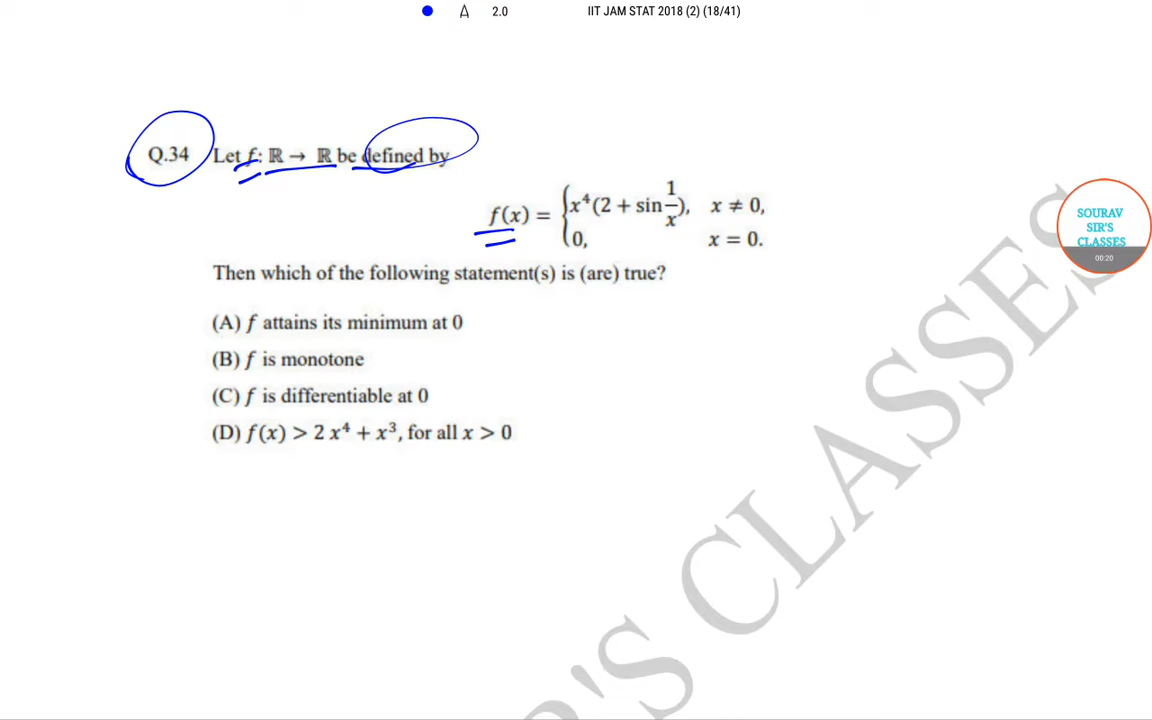 A 2.0 IIT JAM STAT 2018 (2) (18/41)
Q.34 Let f: ℝ → ℝ be defined by
f(x) = { x⁴(2 + sin 1/x), x ≠ 0,
0, x = 0.
SOURAV
SIR'S
CLASSES
00:20
Then which of the following statement(s) is (are) true?
(A) f attains its minimum at 0
(B) f is monotone
(C) f is differentiable at 0
(D) f(x) > 2 x⁴ + x³, for all x > 0
R'S CLASSES